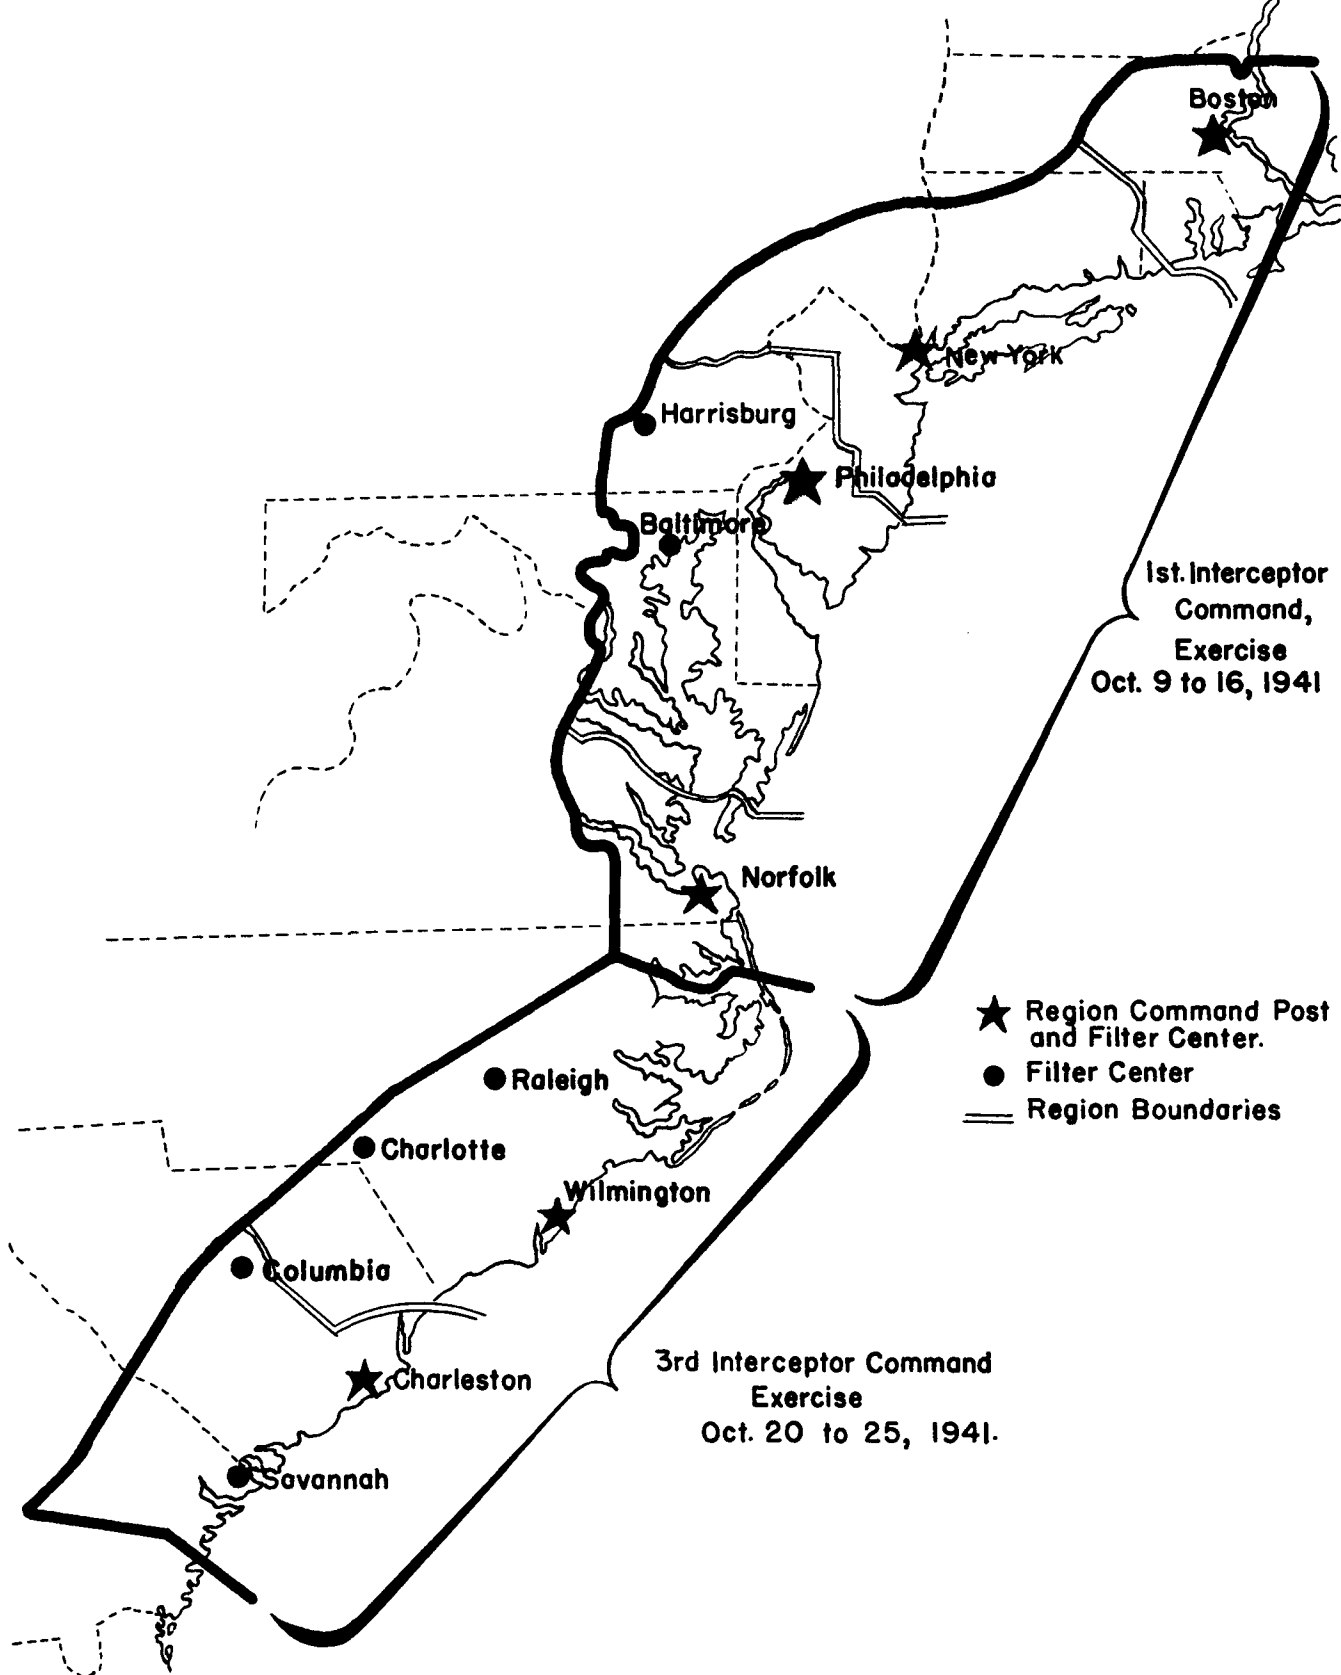 Boston
New York
Harrisburg
Philadelphia
Baltimore
1st. Interceptor
Command,
Exercise
Oct. 9 to 16, 1941
Norfolk
Region Command Post
and Filter Center.
Filter Center
Region Boundaries
Raleigh
Charlotte
Wilmington
Columbia
3rd Interceptor Command
Exercise
Oct. 20 to 25, 1941.
Charleston
Savannah